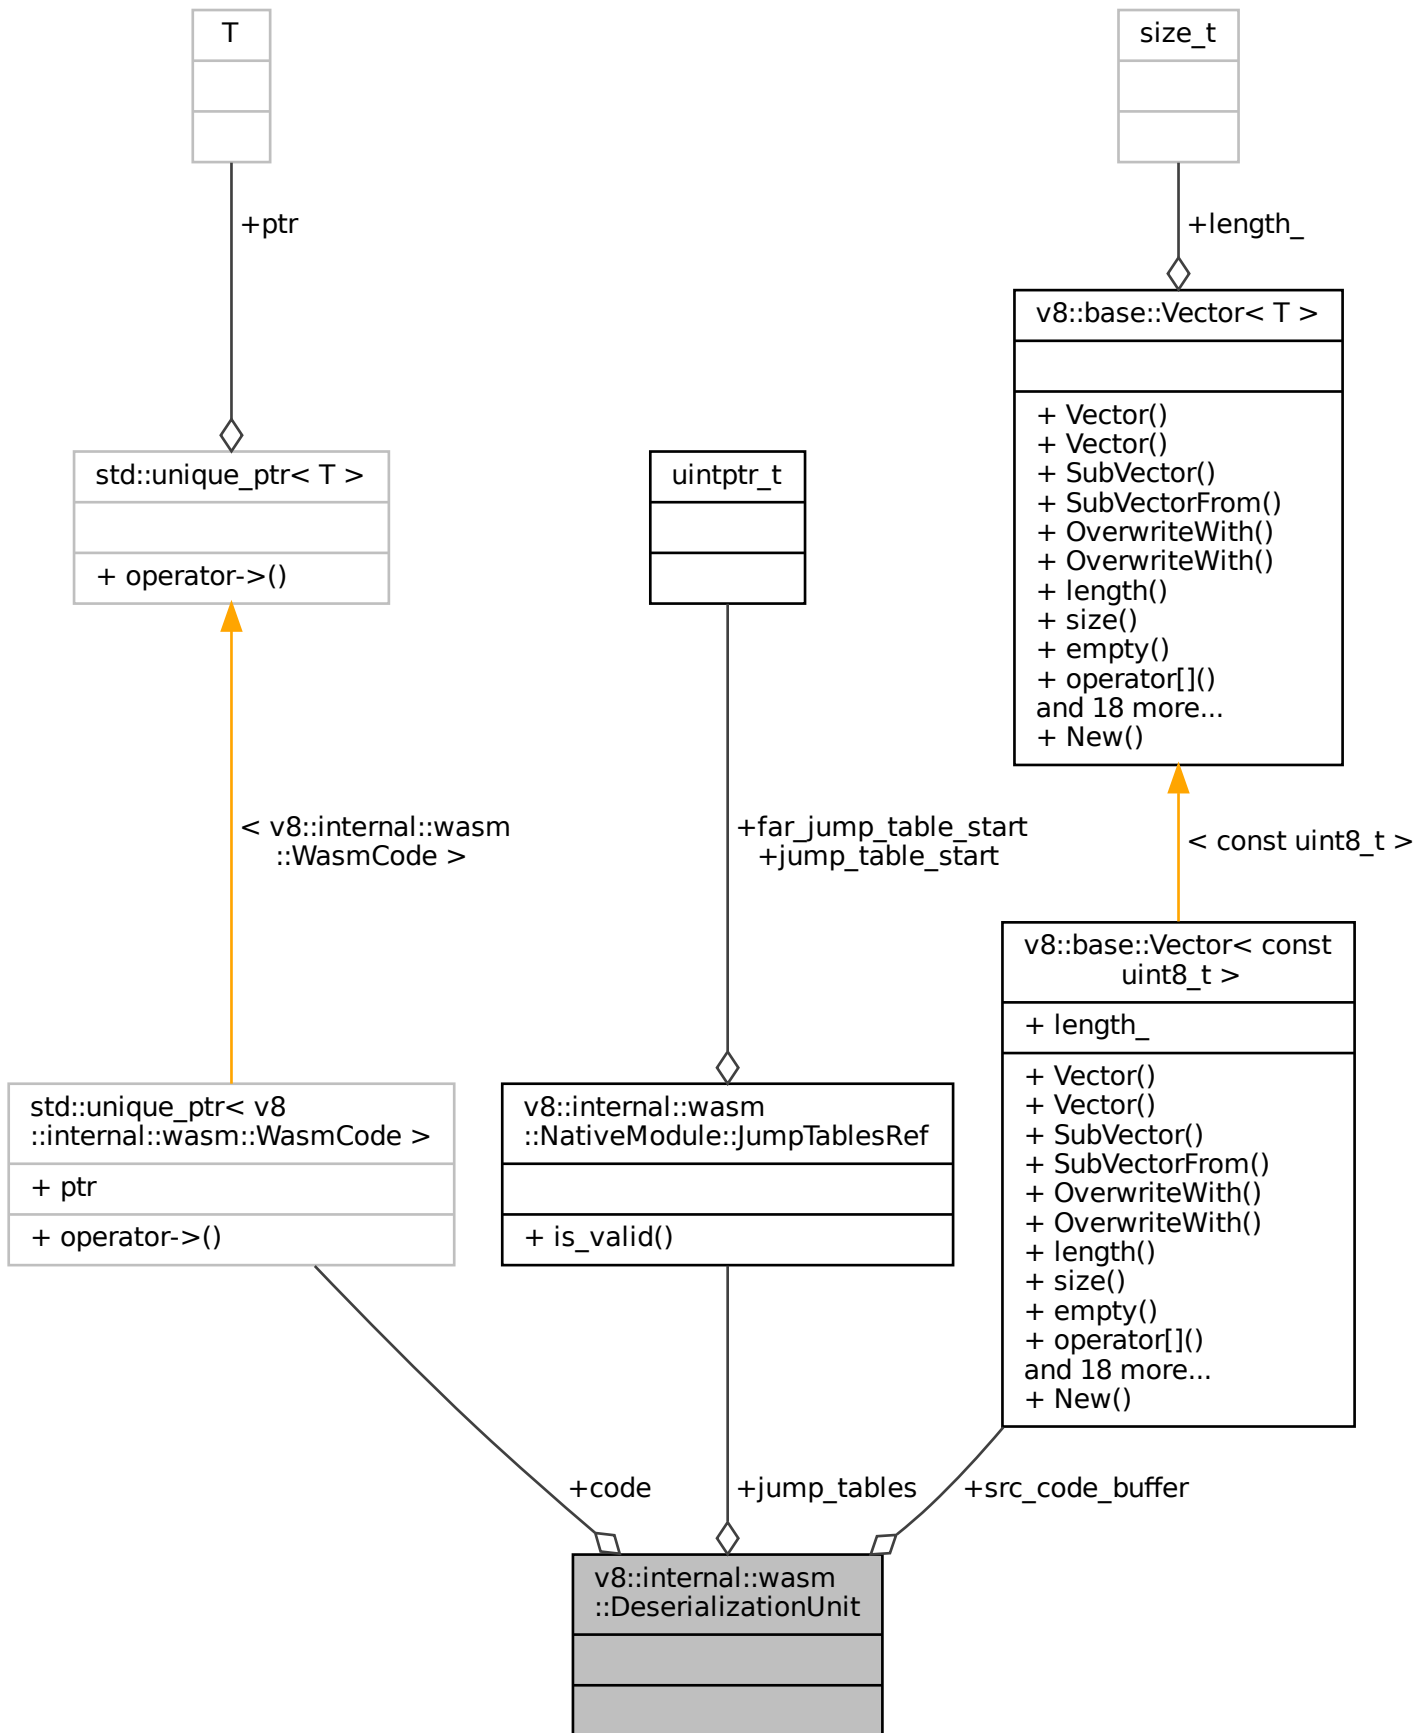 T
size_t
+ptr
+length_
v8::base::Vector< T >
+ Vector()
+ Vector()
+ SubVector()
+ SubVectorFrom()
+ OverwriteWith()
+ OverwriteWith()
+ length()
+ size()
+ empty()
+ operator[]()
and 18 more...
+ New()
std::unique_ptr< T >
+ operator->()
uintptr_t
< v8::internal::wasm
::WasmCode >
+far_jump_table_start
+jump_table_start
< const uint8_t >
std::unique_ptr< v8
::internal::wasm::WasmCode >
+ ptr
+ operator->()
v8::internal::wasm
::NativeModule::JumpTablesRef
+ is_valid()
v8::base::Vector< const
uint8_t >
+ length_
+ Vector()
+ Vector()
+ SubVector()
+ SubVectorFrom()
+ OverwriteWith()
+ OverwriteWith()
+ length()
+ size()
+ empty()
+ operator[]()
and 18 more...
+ New()
+code
+jump_tables
+src_code_buffer
v8::internal::wasm
::DeserializationUnit